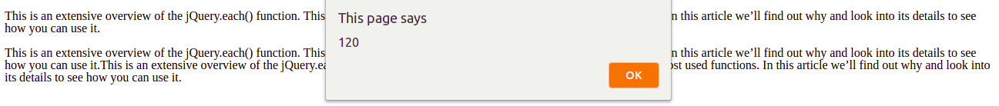 This page says
120
OK
This is an extensive overview of the jQuery.each() function. This n this article we’ll find out why and look into its details to see
how you can use it.
This is an extensive overview of the jQuery.each() function. This n this article we’ll find out why and look into its details to see
how you can use it.This is an extensive overview of the jQuery.ea ost used functions. In this article we’ll find out why and look into
its details to see how you can use it.